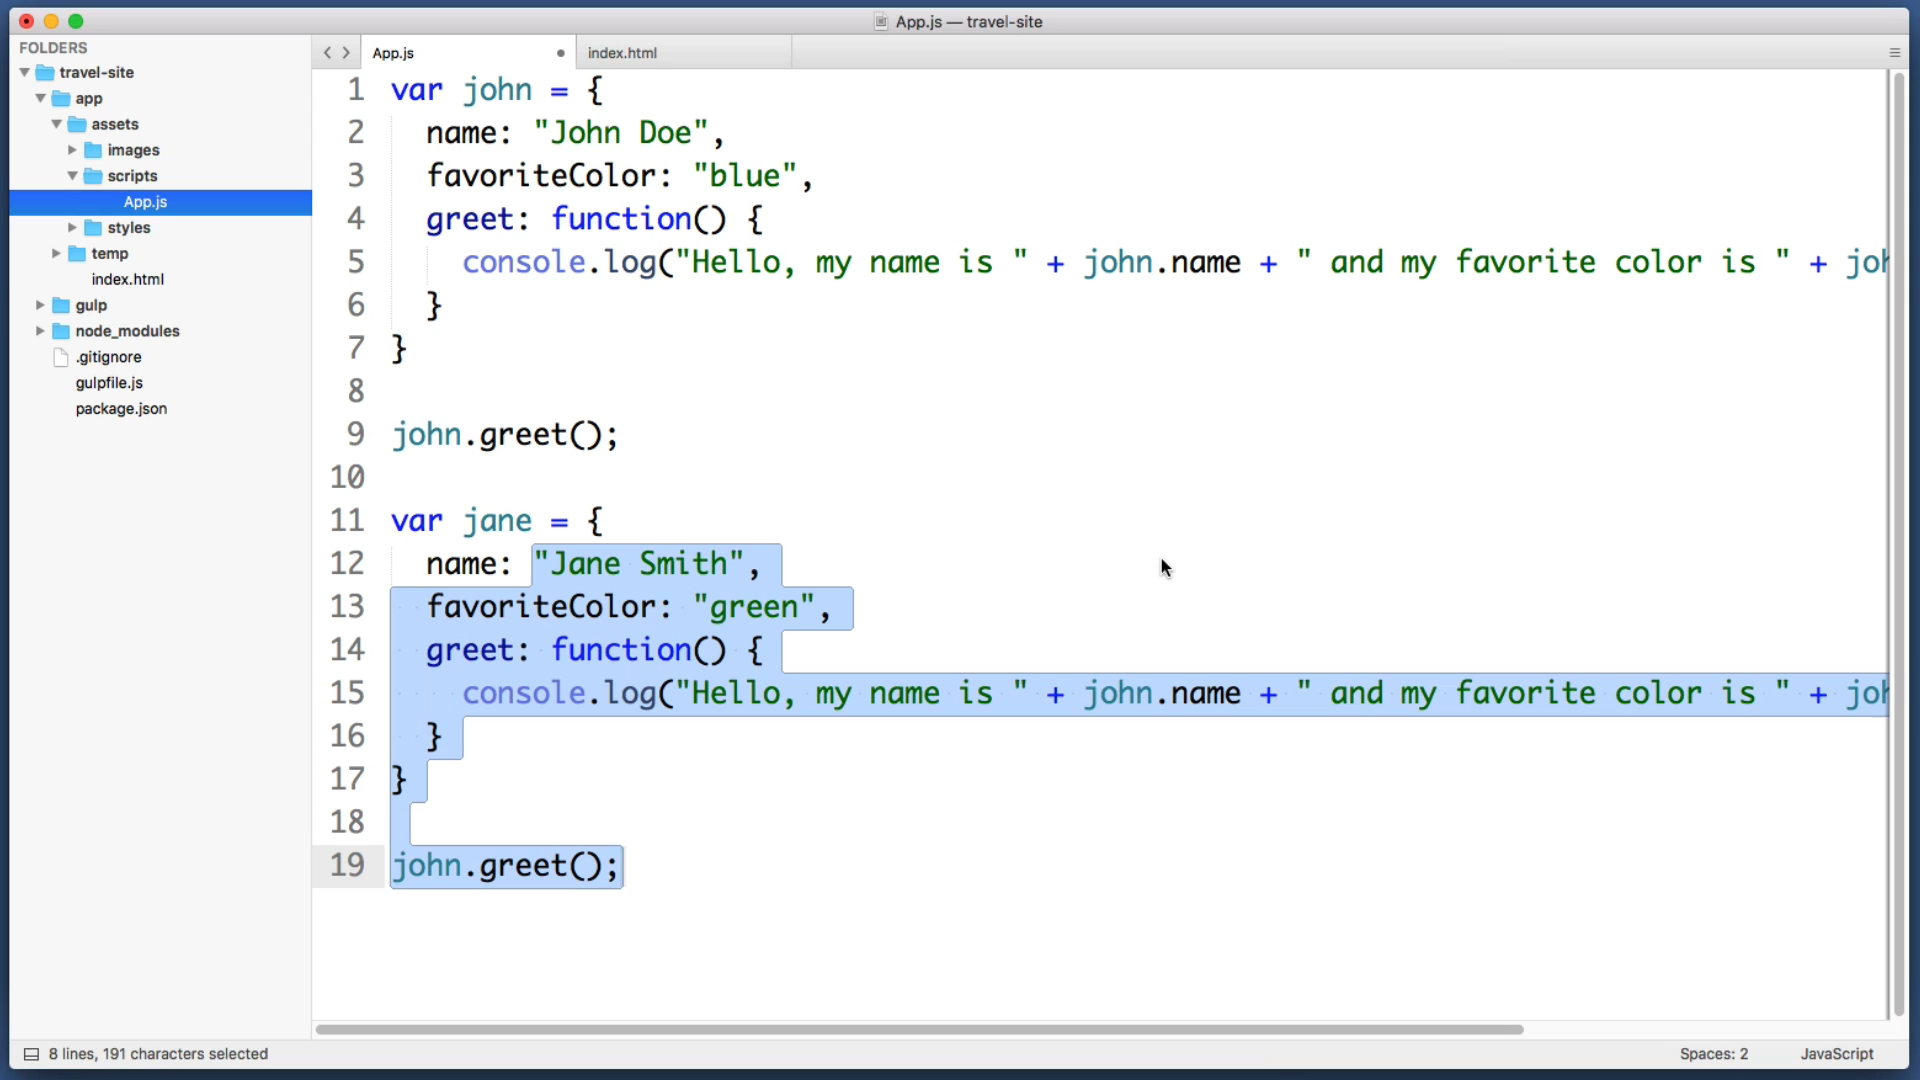 App.js — travel-site
FOLDERS
travel-site
app
assets
images
scripts
App.js
styles
temp
index.html
gulp
node_modules
.gitignore
gulpfile.js
package.json
App.js
index.html
1 var john = {
2 name: "John Doe",
3 favoriteColor: "blue",
4 greet: function() {
5 console.log("Hello, my name is " + john.name + " and my favorite color is " + joh
6 }
7 }
8
9 john.greet();
10
11 var jane = {
12 name: "Jane Smith",
13 favoriteColor: "green",
14 greet: function() {
15 console.log("Hello, my name is " + john.name + " and my favorite color is " + joh
16 }
17 }
18
19 john.greet();
8 lines, 191 characters selected
Spaces: 2
JavaScript